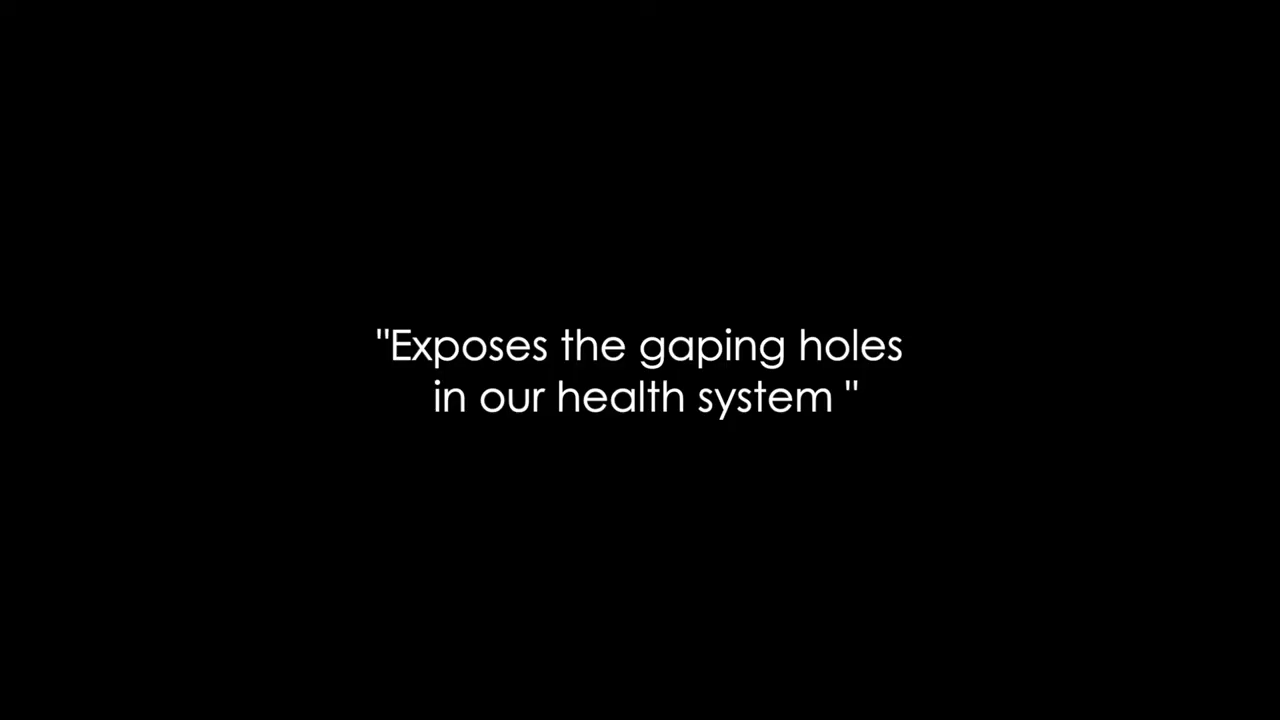 "Exposes the gaping holes
in our health system "